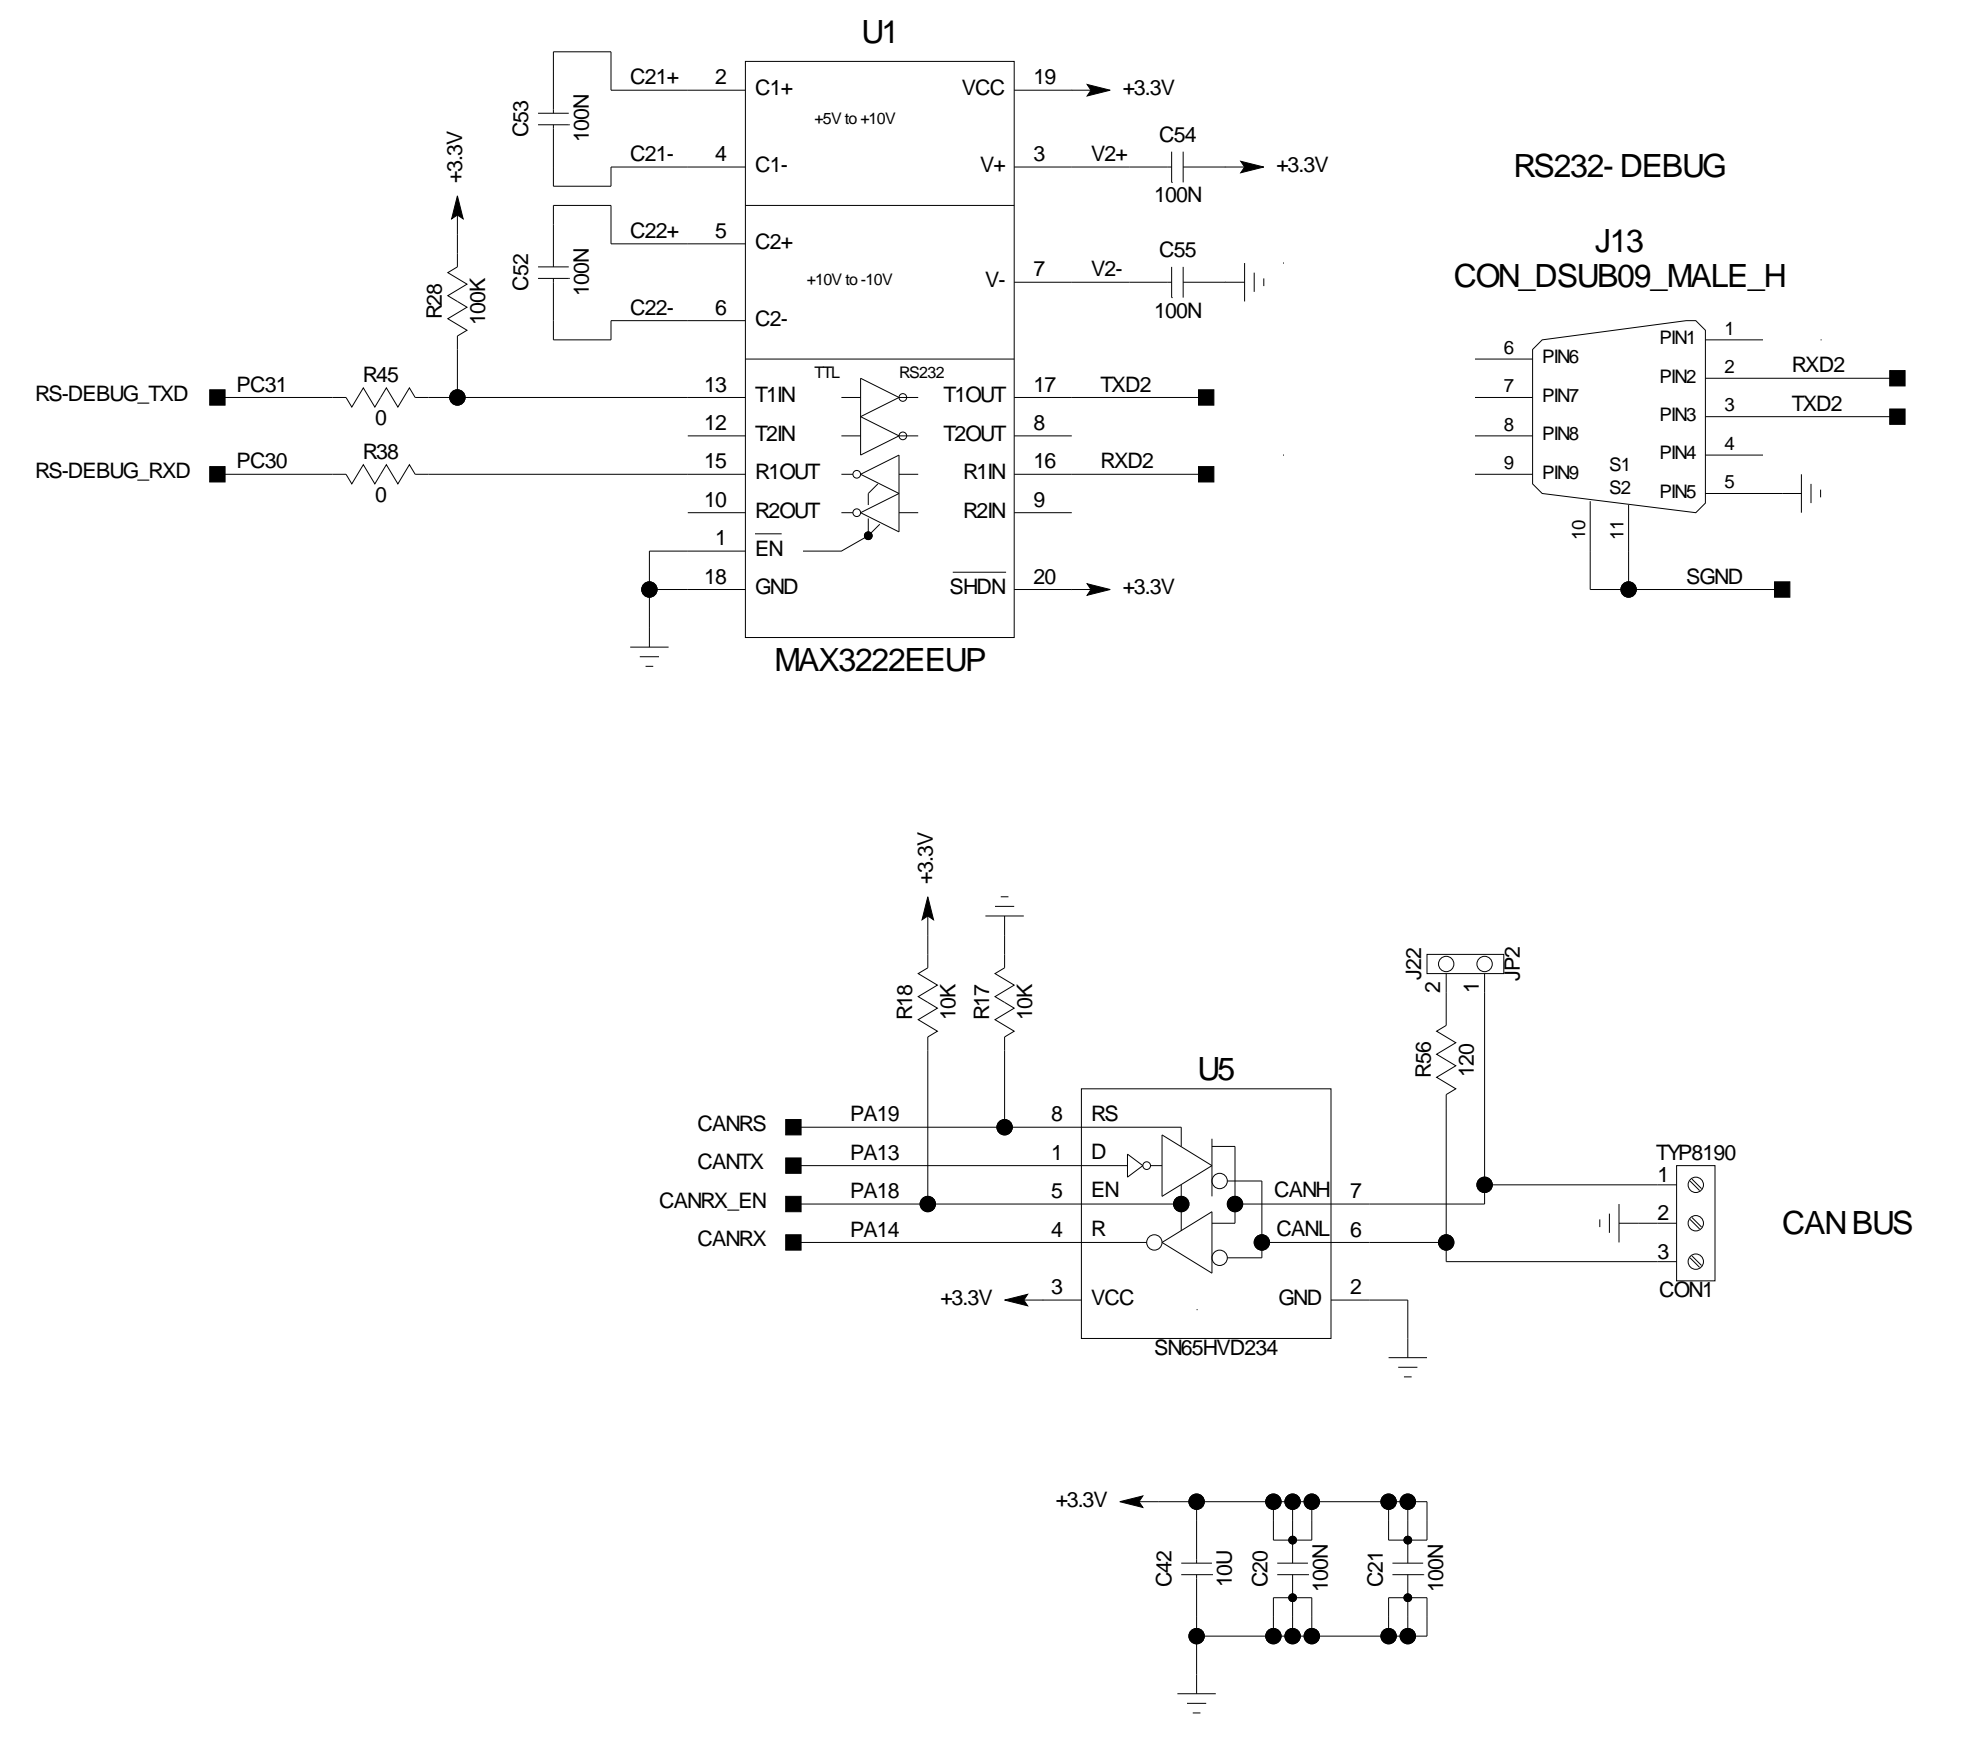 U1
C21+ 2 C1+ VCC 19 +3.3V
C53 100N
+5V to +10V
C21- 4 C1- V+ 3 V2+ C54 100N +3.3V
C22+ 5 C2+
C52 100N
+10V to -10V
V- 7 V2- C55 100N
C22- 6 C2-
+3.3V
R28 100K
TTL RS232
RS-DEBUG_TXD PC31 R45 0 13 T1IN T1OUT 17 TXD2
12 T2IN T2OUT 8
RS-DEBUG_RXD PC30 R38 0 15 R1OUT R1IN 16 RXD2
10 R2OUT R2IN 9
1 EN
18 GND SHDN 20 +3.3V
MAX3222EEUP
RS232- DEBUG
J13
CON_DSUB09_MALE_H
PIN1 1
6 PIN6
PIN2 2 RXD2
7 PIN7
PIN3 3 TXD2
8 PIN8
PIN4 4
9 PIN9
S1
S2
PIN5 5
10 11
SGND
+3.3V
R18 10K
R17 10K
J22 JP2
2 1
R56 120
U5
CANRS PA19 8 RS
CANTX PA13 1 D
CANRX_EN PA18 5 EN CANH 7
CANRX PA14 4 R CANL 6
+3.3V 3 VCC GND 2
SN65HVD234
TYP8190
1
2
3
CON1
CAN BUS
+3.3V
C42 10U
C20 100N
C21 100N